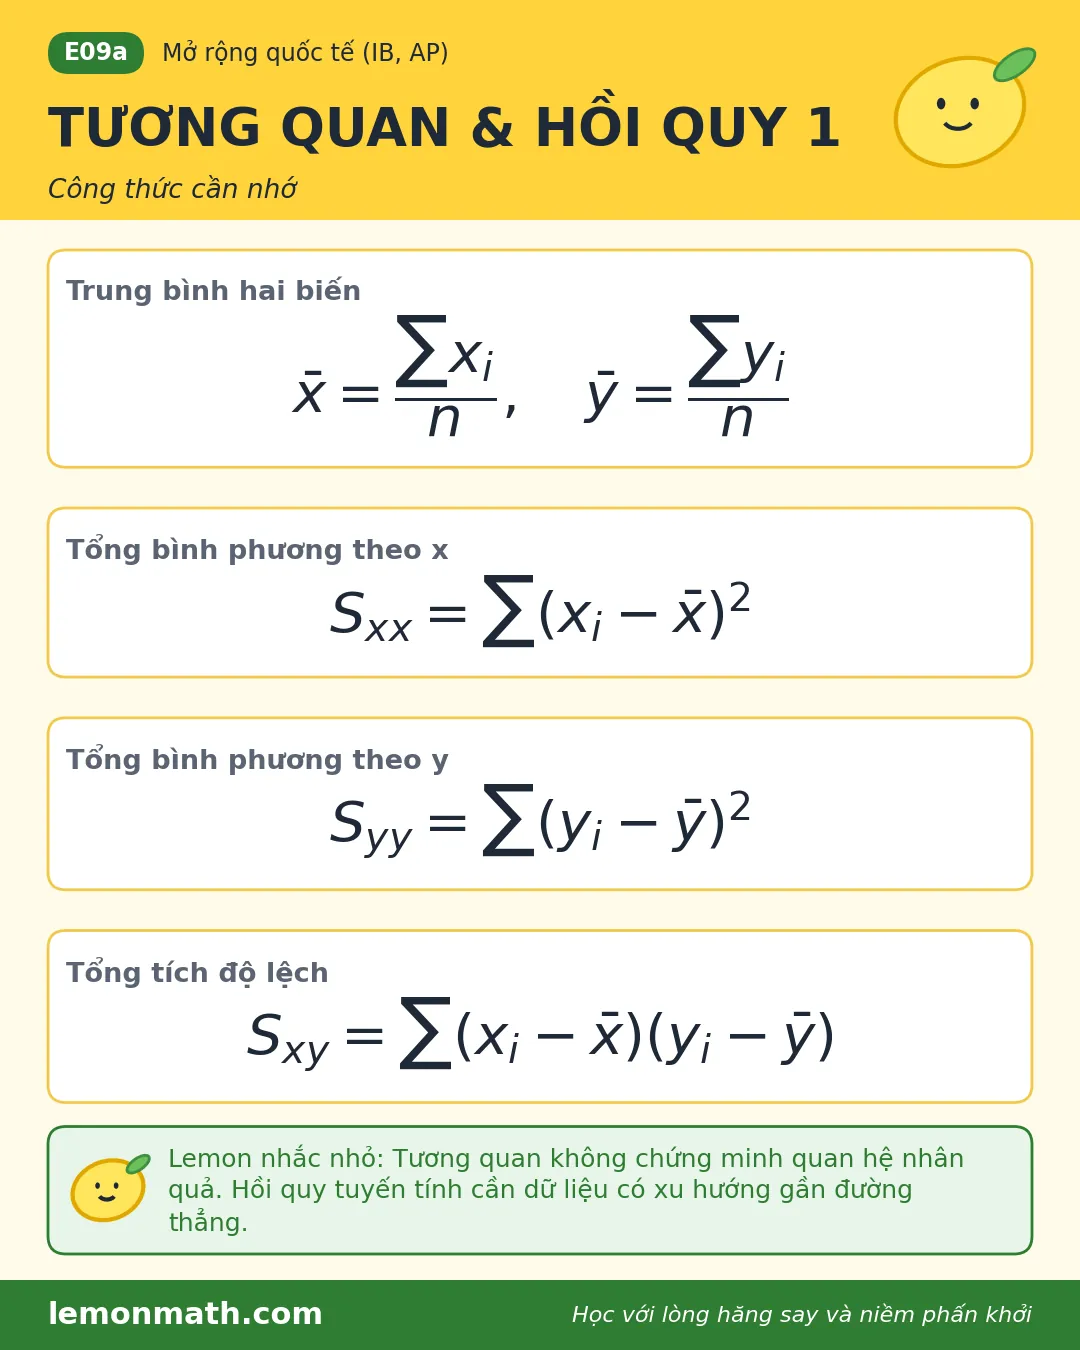 E09a Mở rộng quốc tế (IB, AP)
TƯƠNG QUAN & HỒI QUY 1
Công thức cần nhớ
Trung bình hai biến
x̄ = ∑xᵢ / n , ȳ = ∑yᵢ / n
Tổng bình phương theo x
Sₓₓ = ∑(xᵢ − x̄)²
Tổng bình phương theo y
S_yy = ∑(yᵢ − ȳ)²
Tổng tích độ lệch
S_xy = ∑(xᵢ − x̄)(yᵢ − ȳ)
Lemon nhắc nhỏ: Tương quan không chứng minh quan hệ nhân
quả. Hồi quy tuyến tính cần dữ liệu có xu hướng gần đường
thẳng.
lemonmath.com
Học với lòng hăng say và niềm phấn khởi